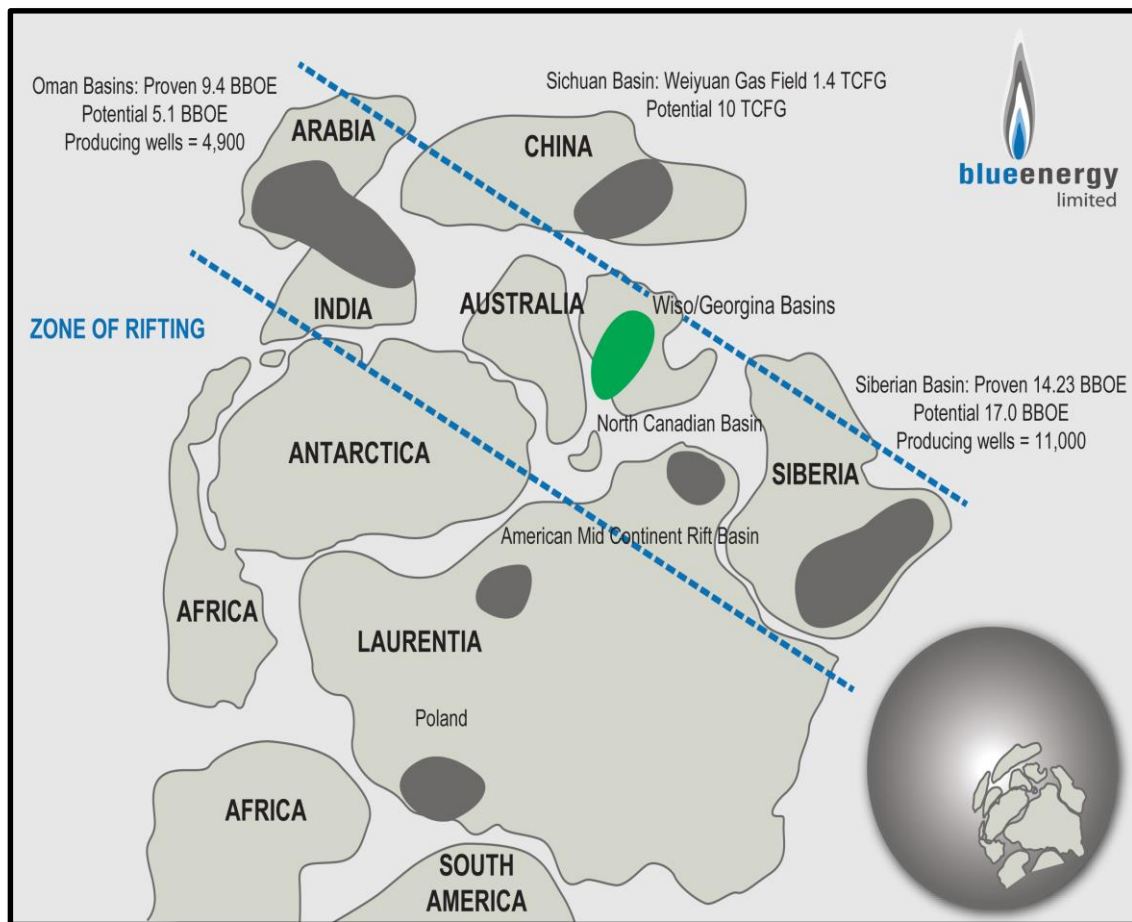 Oman Basins: Proven 9.4 BBOE
Potential 5.1 BBOE
Producing wells = 4,900
ARABIA
Sichuan Basin: Weiyuan Gas Field 1.4 TCFG
Potential 10 TCFG
CHINA
blueenergy
limited
ZONE OF RIFTING
INDIA
AUSTRALIA
Wiso/Georgina Basins
Siberian Basin: Proven 14.23 BBOE
Potential 17.0 BBOE
Producing wells = 11,000
North Canadian Basin
ANTARCTICA
SIBERIA
American Mid Continent Rift Basin
AFRICA
LAURENTIA
Poland
AFRICA
SOUTH
AMERICA